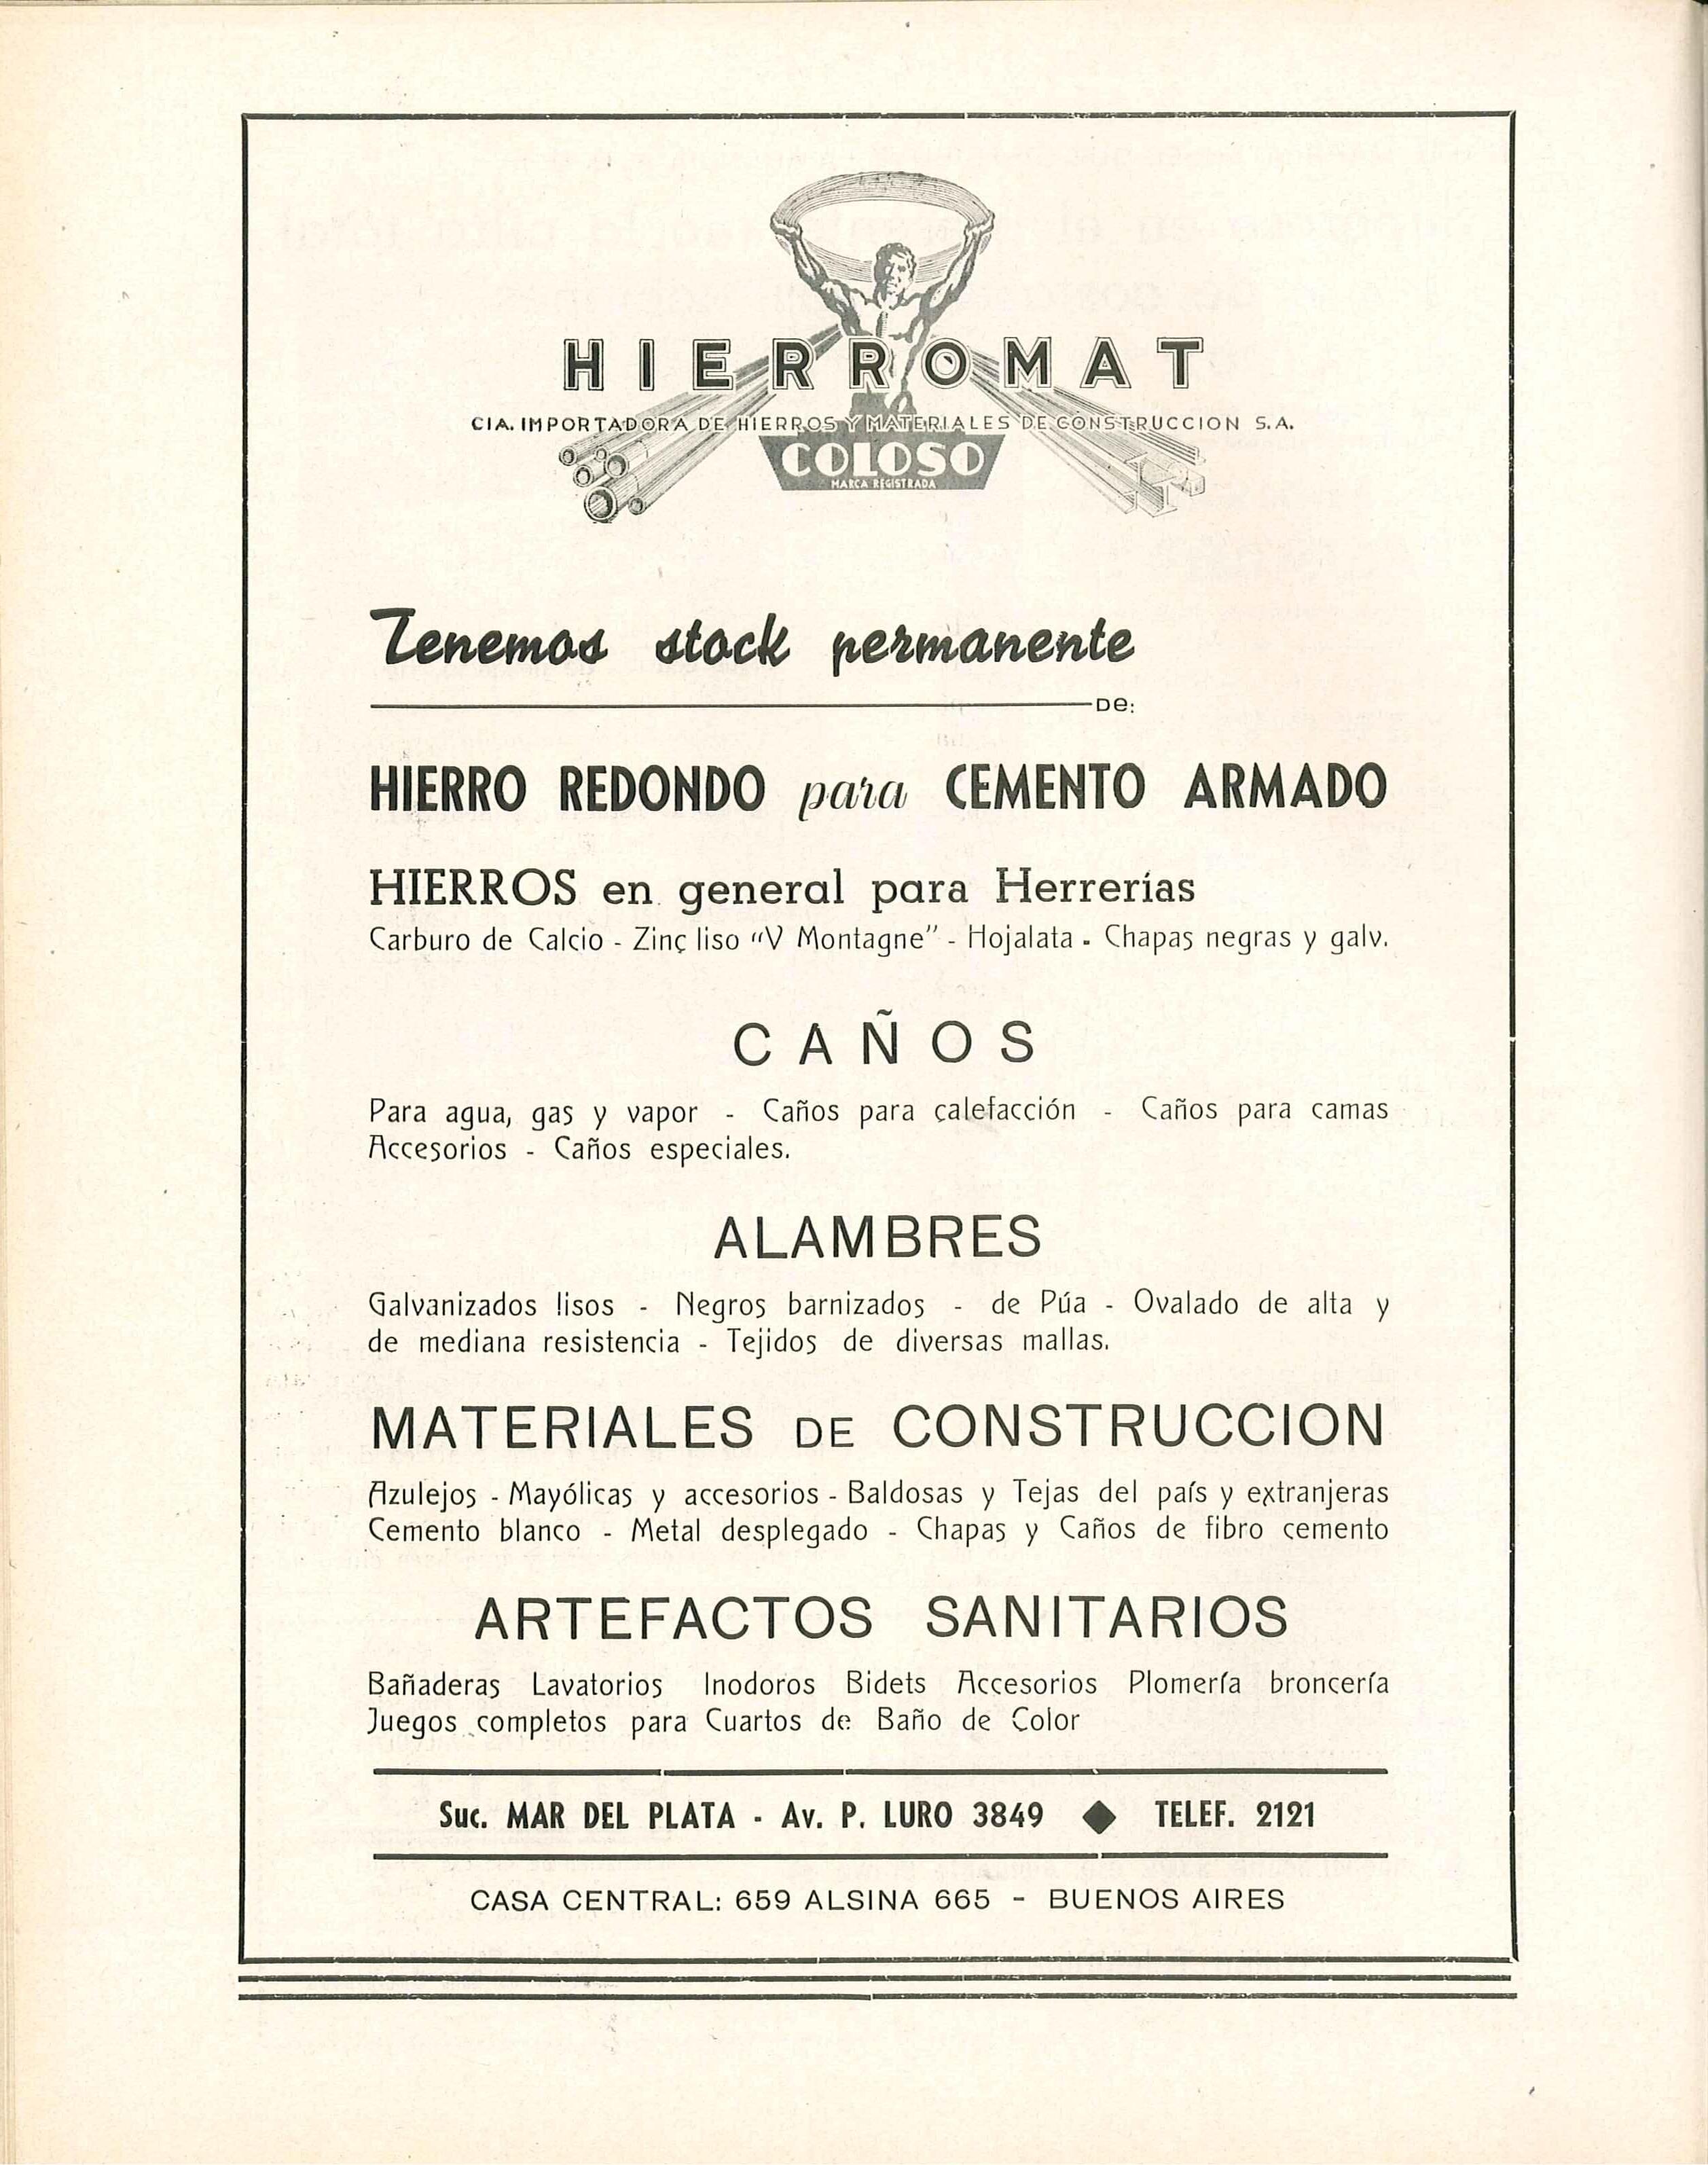 HIERROMAT
CIA. IMPORTADORA DE HIERROS Y MATERIALES DE CONSTRUCCION S.A.
COLOSO
MARCA REGISTRADA
Tenemos stock permanente
DE:
HIERRO REDONDO para CEMENTO ARMADO
HIERROS en general para Herrerías
Carburo de Calcio - Zinc liso "V Montagne" - Hojalata - Chapas negras y galv.
CAÑOS
Para agua, gas y vapor - Caños para calefacción - Caños para camas
Accesorios - Caños especiales.
ALAMBRES
Galvanizados lisos - Negros barnizados - de Púa - Ovalado de alta y
de mediana resistencia - Tejidos de diversas mallas.
MATERIALES DE CONSTRUCCION
Azulejos - Mayólicas y accesorios - Baldosas y Tejas del país y extranjeras
Cemento blanco - Metal desplegado - Chapas y Caños de fibro cemento
ARTEFACTOS SANITARIOS
Bañaderas Lavatorios Inodoros Bidets Accesorios Plomería broncería
Juegos completos para Cuartos de Baño de Color
Suc. MAR DEL PLATA - Av. P. LURO 3849 ◆ TELEF. 2121
CASA CENTRAL: 659 ALSINA 665 - BUENOS AIRES